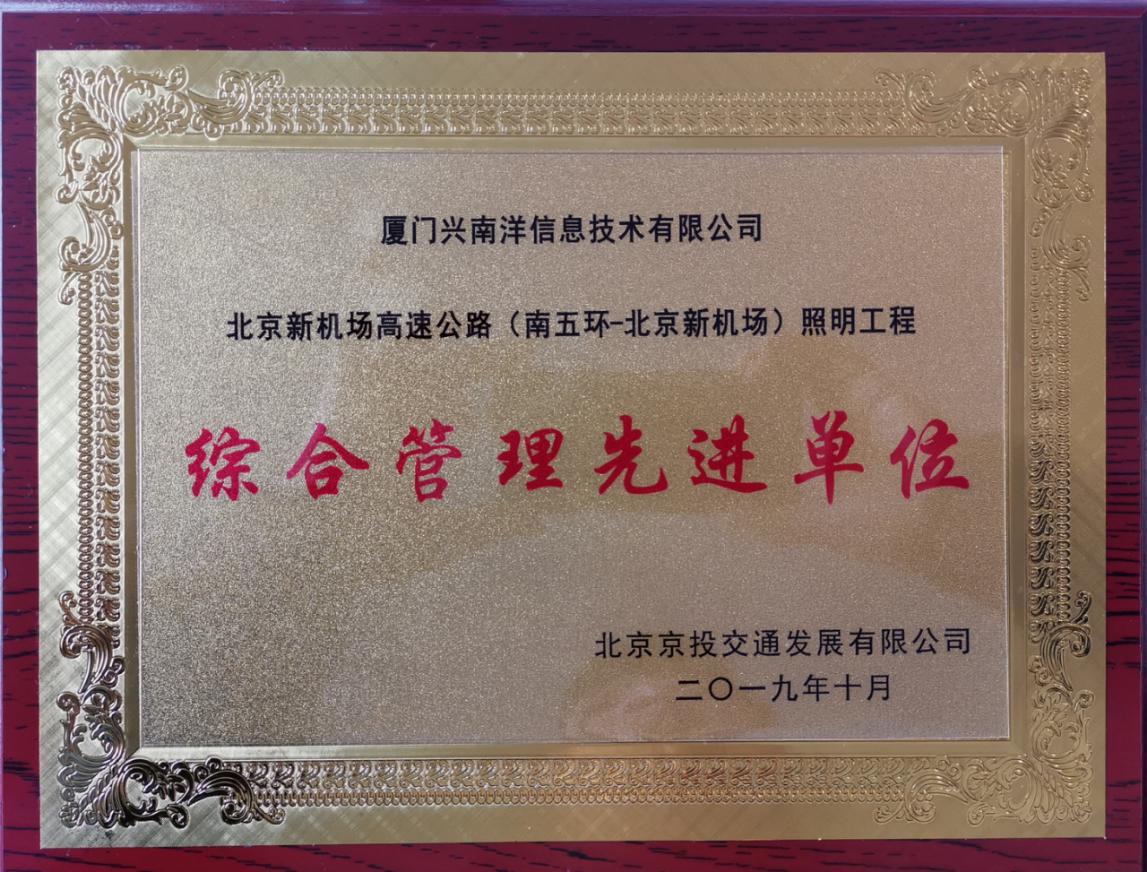 厦门兴南洋信息技术有限公司
北京新机场高速公路（南五环-北京新机场）照明工程
综合管理先进单位
北京京投交通发展有限公司
二〇一九年十月